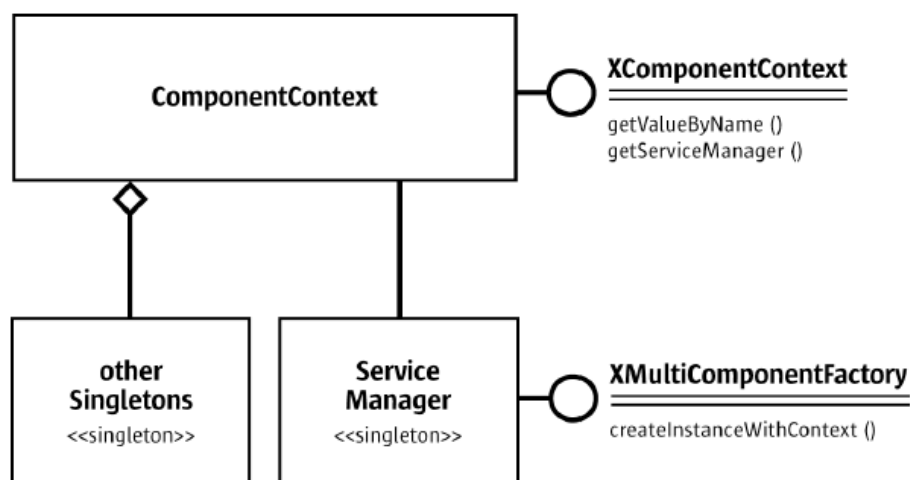 ComponentContext
XComponentContext
getValueByName ()
getServiceManager ()
other
Singletons
<<singleton>>
Service
Manager
<<singleton>>
XMultiComponentFactory
createInstanceWithContext ()